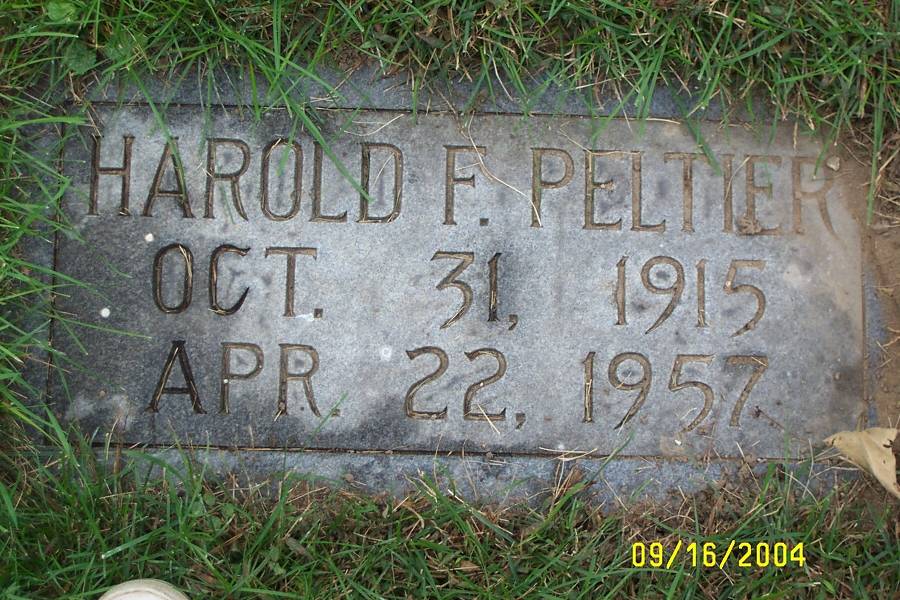 HAROLD F. PELTIER
OCT. 31, 1915
APR. 22, 1957
09/16/2004